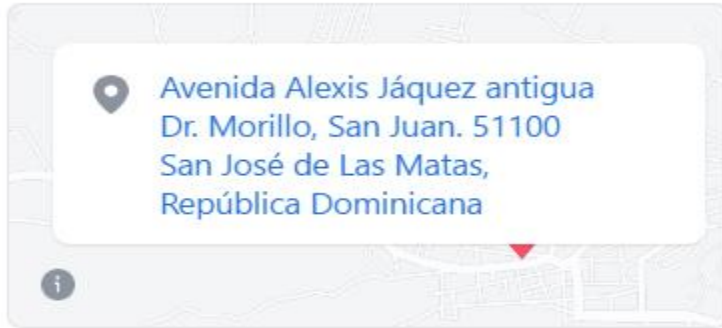 Avenida Alexis Jáquez antigua
Dr. Morillo, San Juan. 51100
San José de Las Matas,
República Dominicana